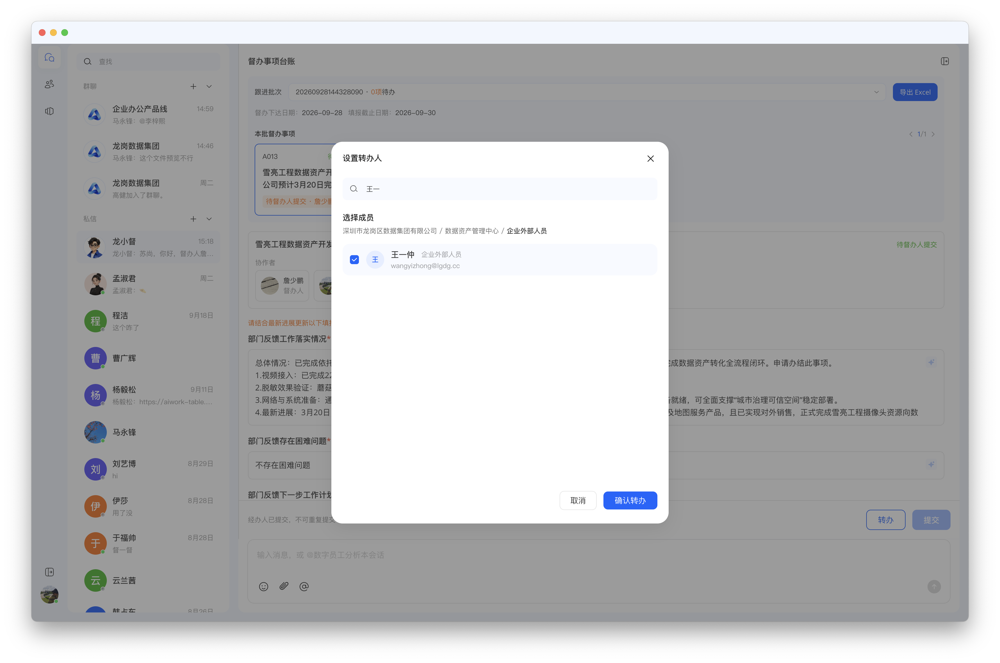 查找
群聊
企业办公产品线 14:59
马永锋：@李梓熙
龙岗数据集团 14:46
马永锋：这个文件预览不行
龙岗数据集团 周二
高健加入了群聊。
私信
龙小督 15:18
龙小督：苏尚，你好，督办人詹...
孟淑君 周二
孟淑君：
程 程洁 9月18日
这个咋了
曹 曹广辉
杨 杨毅松 9月11日
杨毅松：https://aiwork-table....
马永锋
刘 刘艺博 8月29日
hi
伊 伊莎 8月28日
用了没
于 于福帅 8月28日
督一督
云 云兰茜
8月26日
督办事项台账
跟进批次 20260928144328090 · 0项待办 导出 Excel
督办下达日期：2026-09-28 填报截止日期：2026-09-30
本批督办事项 1/1
A013
雪亮工程数据资产开
公司预计3月20日完
待督办人提交 · 詹少
雪亮工程数据资产开发 待督办人提交
协作者
詹少鹏
督办人
请结合最新进展更新以下填
部门反馈工作落实情况*
总体情况：已完成依托 成数据资产转化全流程闭环。申请办结此事项。
1.视频接入：已完成22
2.脱敏效果验证：蘑菇
3.网络与系统准备：通 就绪，可全面支撑“城市治理可信空间”稳定部署。
4.最新进展：3月20日 及地图服务产品，且已实现对外销售，正式完成雪亮工程摄像头资源向数
部门反馈存在困难问题*
不存在困难问题
部门反馈下一步工作计划
经办人已提交，不可重复提交 转办 提交
输入消息，或 @数字员工分析本会话
设置转办人
王一
选择成员
深圳市龙岗区数据集团有限公司 / 数据资产管理中心 / 企业外部人员
王 王一仲 企业外部人员
wangyizhong@lgdg.cc
取消 确认转办